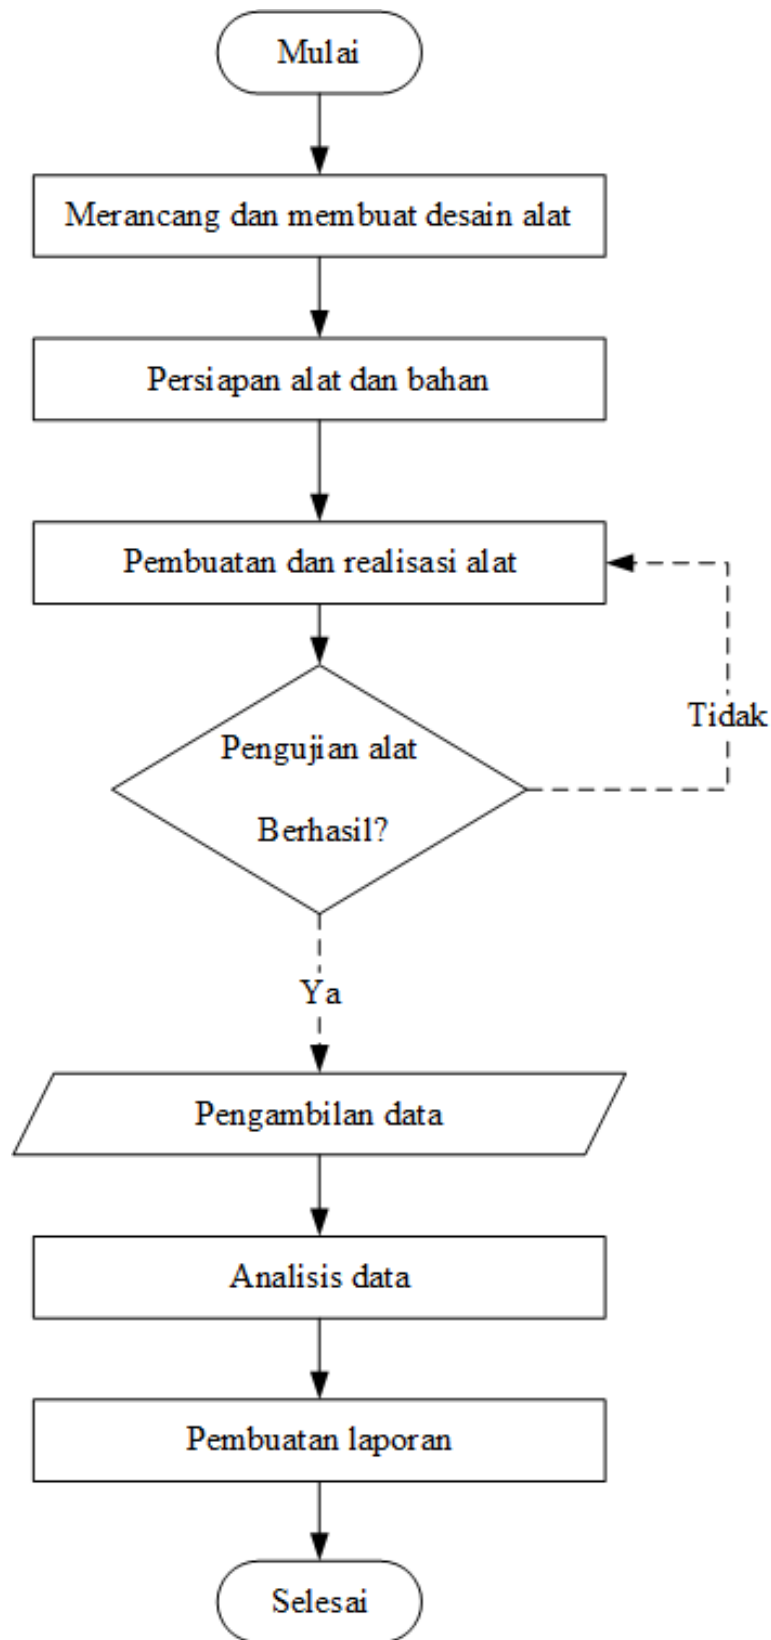 Mulai
Merancang dan membuat desain alat
Persiapan alat dan bahan
Pembuatan dan realisasi alat
Tidak
Pengujian alat
Berhasil?
Ya
Pengambilan data
Analisis data
Pembuatan laporan
Selesai